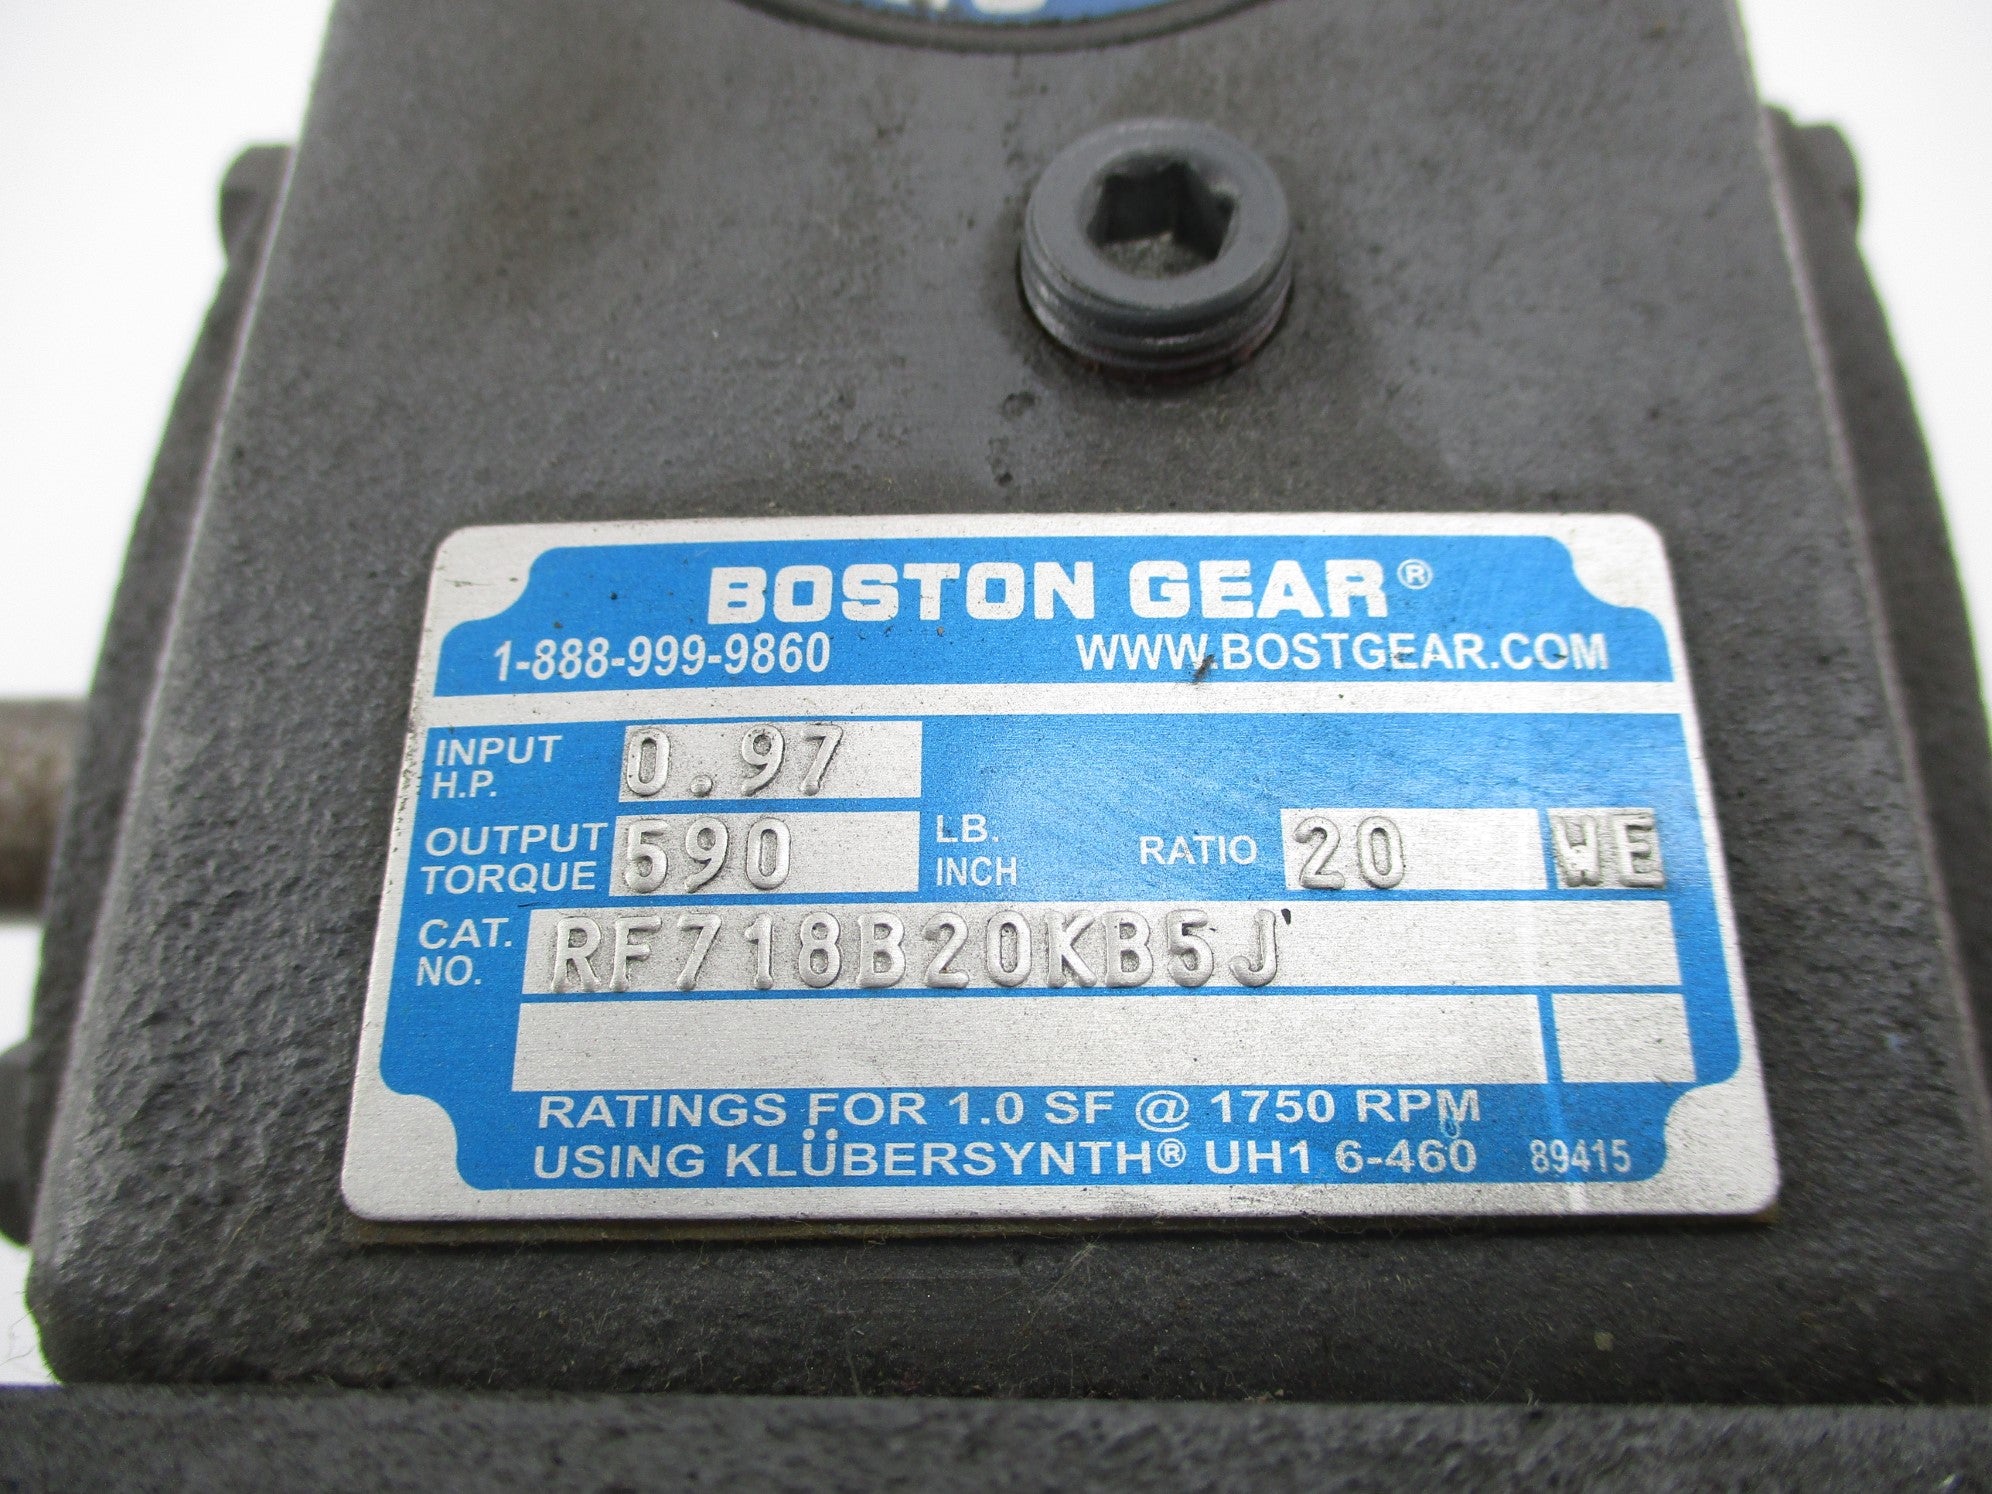 BOSTON GEAR®
1-888-999-9860 WWW.BOSTGEAR.COM
INPUT H.P. 0.97
OUTPUT TORQUE 590 LB. INCH RATIO 20 WE
CAT. NO. RF718B20KB5J
RATINGS FOR 1.0 SF @ 1750 RPM
USING KLÜBERSYNTH® UH1 6-460 89415